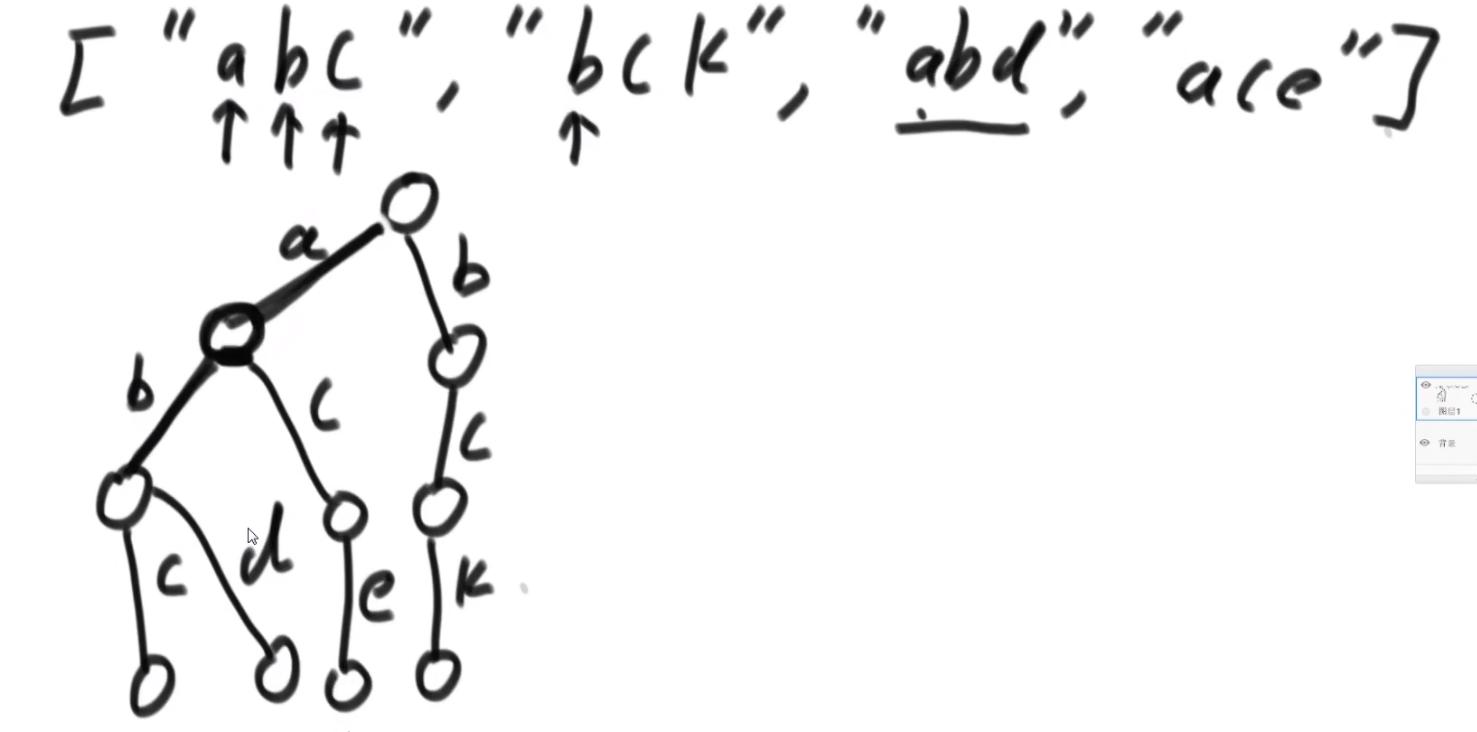 ["abc", "bck", "abd", "ace"]
a
b
b
c
c
c
d
e
k
图层1
背景